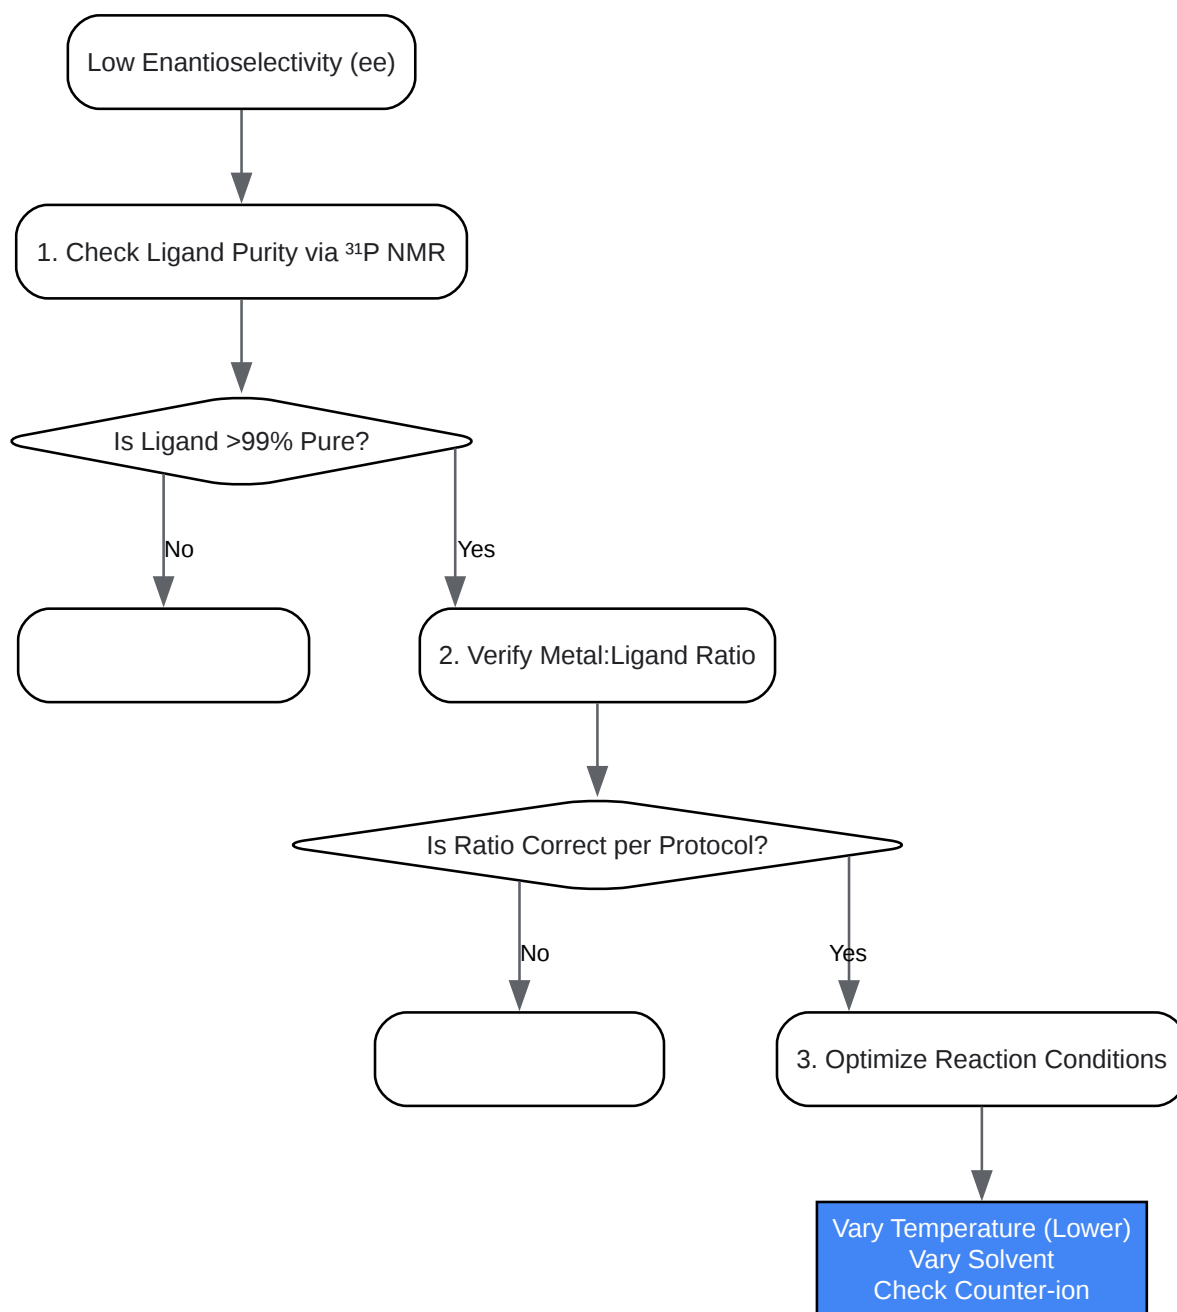 Low Enantioselectivity (ee)
1. Check Ligand Purity via ³¹P NMR
Is Ligand >99% Pure?
No
Yes
2. Verify Metal:Ligand Ratio
Is Ratio Correct per Protocol?
No
Yes
3. Optimize Reaction Conditions
Vary Temperature (Lower)
Vary Solvent
Check Counter-ion